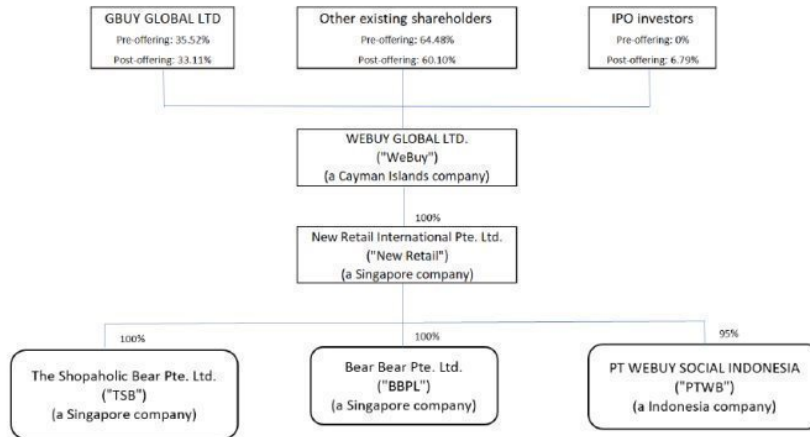 GBUY GLOBAL LTD
Pre-offering: 35.52%
Post-offering: 33.11%
Other existing shareholders
Pre-offering: 64.48%
Post-offering: 60.10%
IPO investors
Pre-offering: 0%
Post-offering: 6.79%
WEBUY GLOBAL LTD.
("WeBuy")
(a Cayman Islands company)
100%
New Retail International Pte. Ltd.
("New Retail")
(a Singapore company)
100%
100%
95%
The Shopaholic Bear Pte. Ltd.
("TSB")
(a Singapore company)
Bear Bear Pte. Ltd.
("BBPL")
(a Singapore company)
PT WEBUY SOCIAL INDONESIA
("PTWB")
(a Indonesia company)